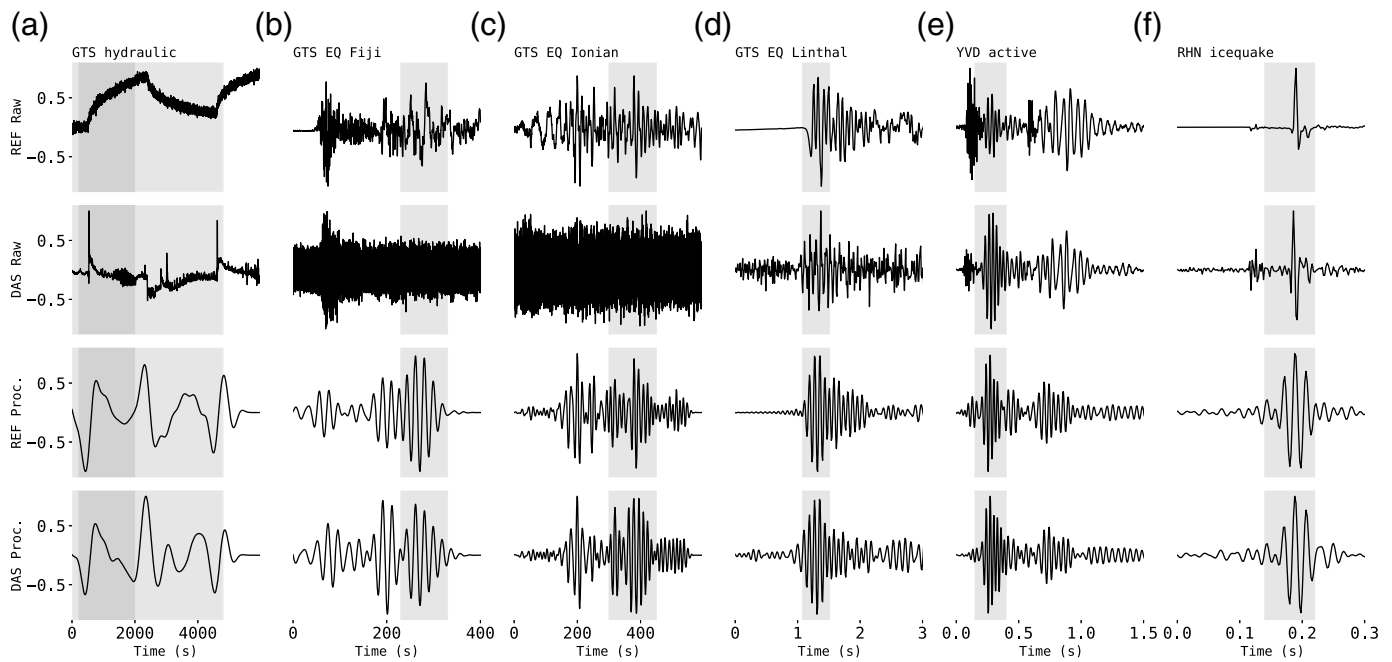 (a) (b) (c) (d) (e) (f)
GTS hydraulic GTS EQ Fiji GTS EQ Ionian GTS EQ Linthal YVD active RHN icequake
REF Raw
0.5
−0.5
DAS Raw
0.5
−0.5
REF Proc.
0.5
−0.5
DAS Proc.
0.5
−0.5
0 2000 4000 0 200 400 0 200 400 0 1 2 3 0.0 0.5 1.0 1.5 0.0 0.1 0.2 0.3
Time (s) Time (s) Time (s) Time (s) Time (s) Time (s)